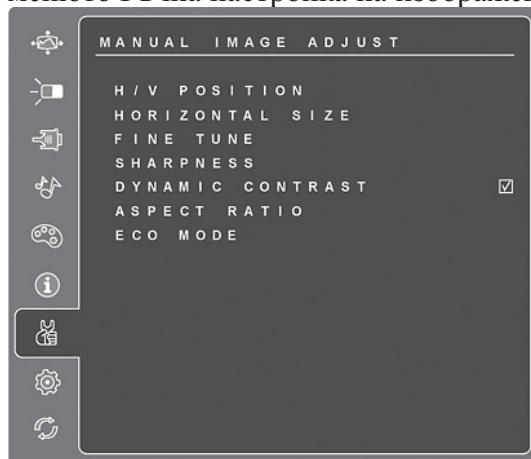 MANUAL IMAGE ADJUST
H/V POSITION
HORIZONTAL SIZE
FINE TUNE
SHARPNESS
DYNAMIC CONTRAST
ASPECT RATIO
ECO MODE